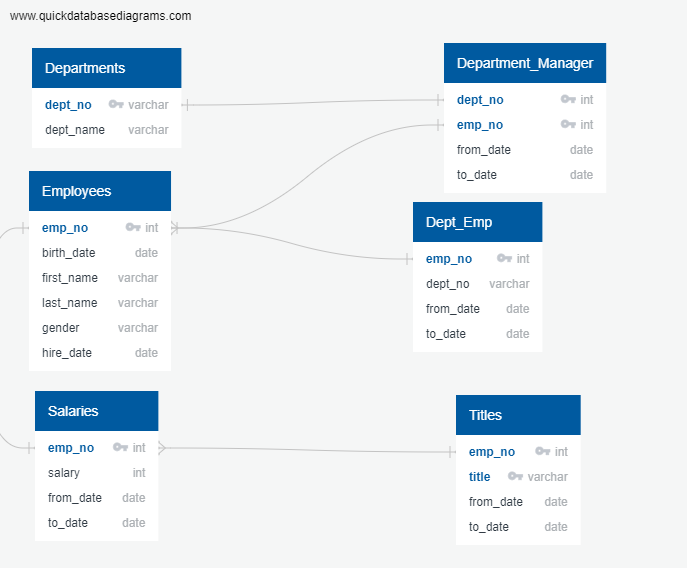 www.quickdatabasediagrams.com
Departments
dept_no varchar
dept_name varchar
Department_Manager
dept_no int
emp_no int
from_date date
to_date date
Employees
emp_no int
birth_date date
first_name varchar
last_name varchar
gender varchar
hire_date date
Dept_Emp
emp_no int
dept_no varchar
from_date date
to_date date
Salaries
emp_no int
salary int
from_date date
to_date date
Titles
emp_no int
title varchar
from_date date
to_date date